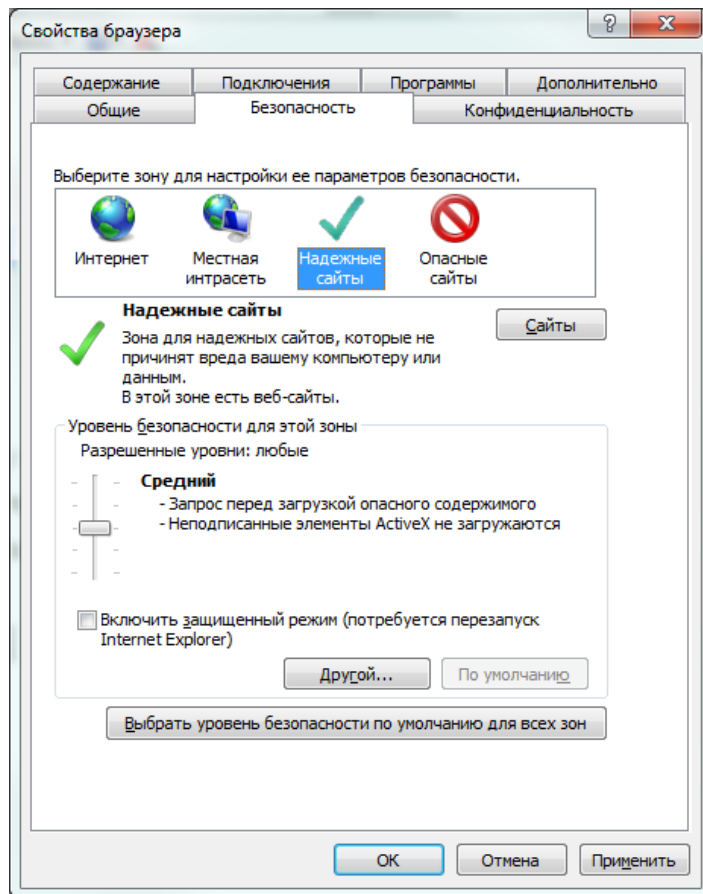 Свойства браузера
Содержание Подключения Программы Дополнительно
Общие Безопасность Конфиденциальность
Выберите зону для настройки ее параметров безопасности.
Интернет Местная интрасеть Надежные сайты Опасные сайты
Надежные сайты
Сайты
Зона для надежных сайтов, которые не
причинят вреда вашему компьютеру или
данным.
В этой зоне есть веб-сайты.
Уровень безопасности для этой зоны
Разрешенные уровни: любые
Средний
- Запрос перед загрузкой опасного содержимого
- Неподписанные элементы ActiveX не загружаются
Включить защищенный режим (потребуется перезапуск
Internet Explorer)
Другой... По умолчанию
Выбрать уровень безопасности по умолчанию для всех зон
OK Отмена Применить